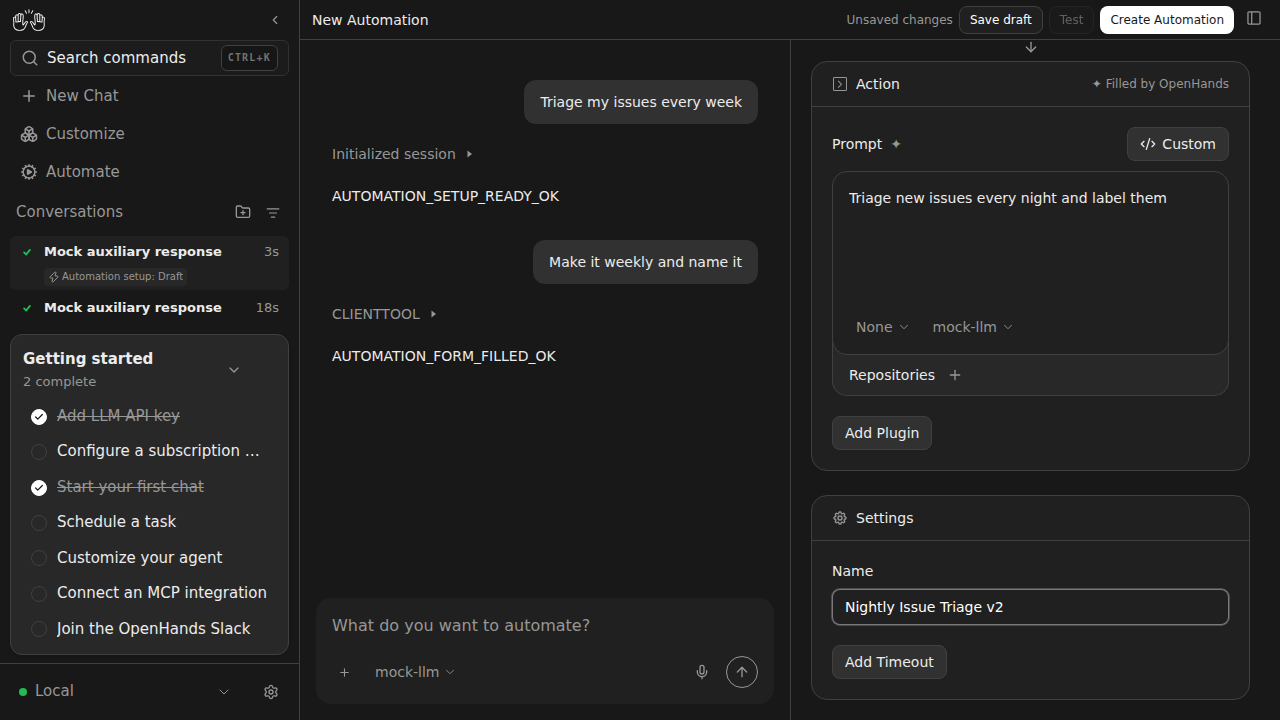 New Automation
Unsaved changes
Save draft
Test
Create Automation
Search commands
CTRL+K
New Chat
Customize
Automate
Conversations
Mock auxiliary response
3s
Automation setup: Draft
Mock auxiliary response
18s
Getting started
2 complete
Add LLM API key
Configure a subscription ...
Start your first chat
Schedule a task
Customize your agent
Connect an MCP integration
Join the OpenHands Slack
Local
Triage my issues every week
Initialized session
AUTOMATION_SETUP_READY_OK
Make it weekly and name it
CLIENTTOOL
AUTOMATION_FORM_FILLED_OK
What do you want to automate?
mock-llm
Action
Filled by OpenHands
Prompt
Custom
Triage new issues every night and label them
None
mock-llm
Repositories
Add Plugin
Settings
Name
Nightly Issue Triage v2
Add Timeout